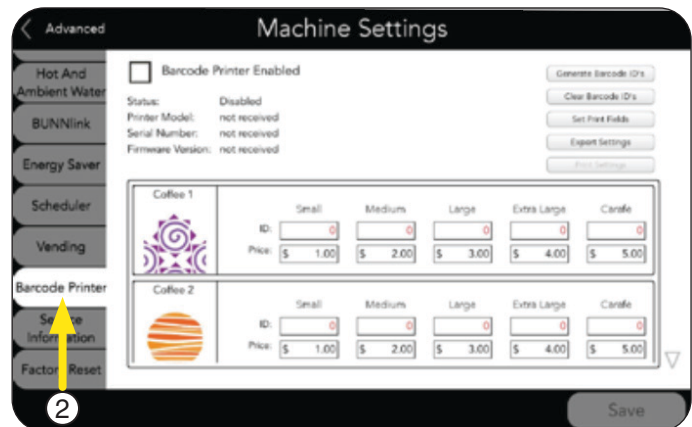 Advanced
Machine Settings
Hot And
Ambient Water
BUNNlink
Energy Saver
Scheduler
Vending
Barcode Printer
Service
Information
Factory Reset
2
Barcode Printer Enabled
Status: Disabled
Printer Model: not received
Serial Number: not received
Firmware Version: not received
Generate Barcode ID's
Clear Barcode ID's
Set Print Fields
Export Settings
Print Settings
Coffee 1
Small Medium Large Extra Large Carafe
ID: 0 0 0 0 0
Price: $ 1.00 $ 2.00 $ 3.00 $ 4.00 $ 5.00
Coffee 2
Small Medium Large Extra Large Carafe
ID: 0 0 0 0 0
Price: $ 1.00 $ 2.00 $ 3.00 $ 4.00 $ 5.00
Save